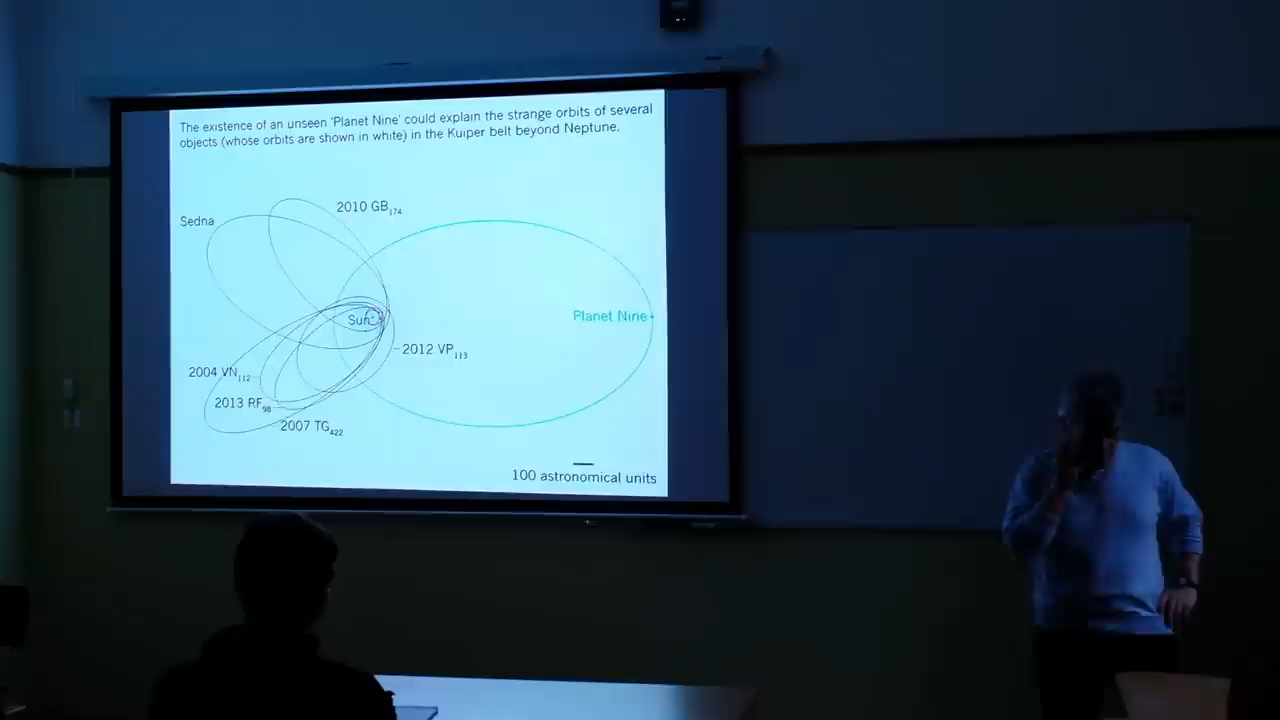 The existence of an unseen 'Planet Nine' could explain the strange orbits of several
objects (whose orbits are shown in white) in the Kuiper belt beyond Neptune.
2010 GB174
Sedna
Sun
Planet Nine
2012 VP113
2004 VN112
2013 RF98
2007 TG422
100 astronomical units